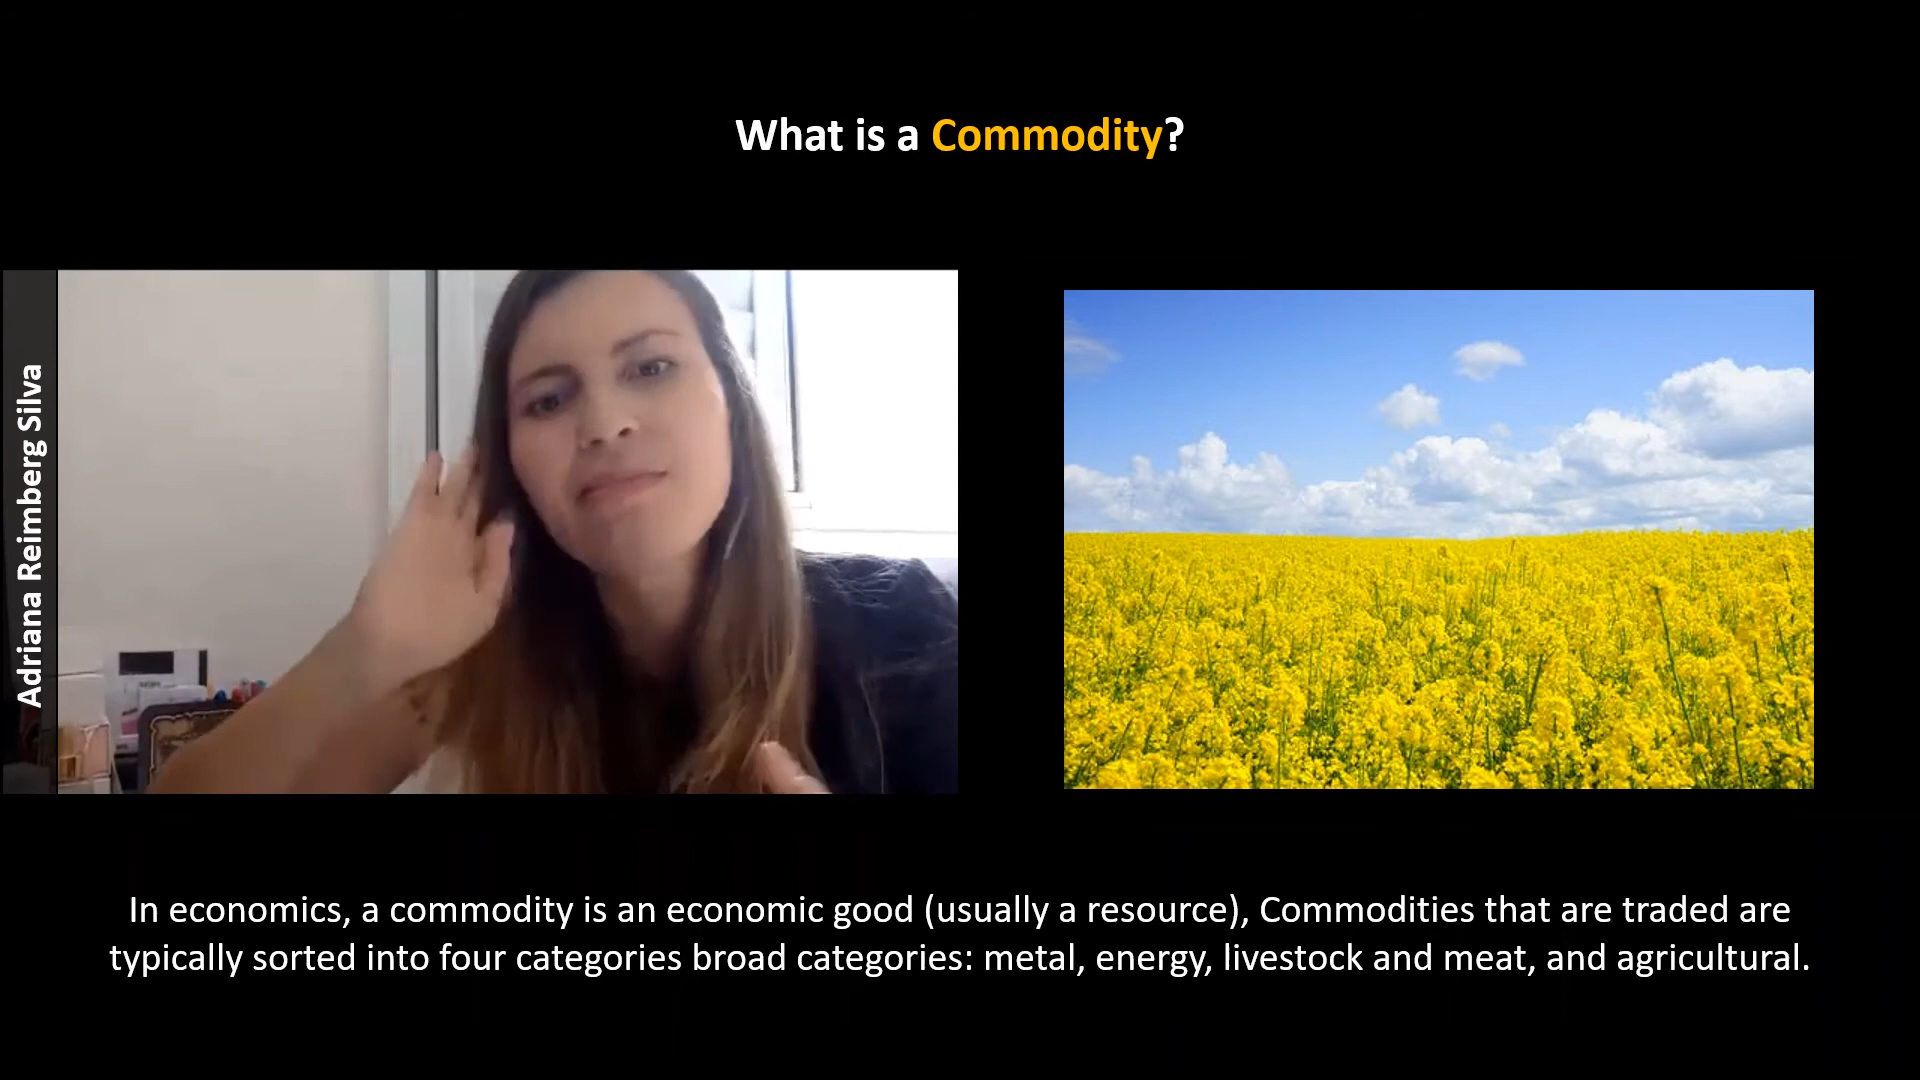 What is a Commodity?
Adriana Reimberg Silva
In economics, a commodity is an economic good (usually a resource), Commodities that are traded are
typically sorted into four categories broad categories: metal, energy, livestock and meat, and agricultural.